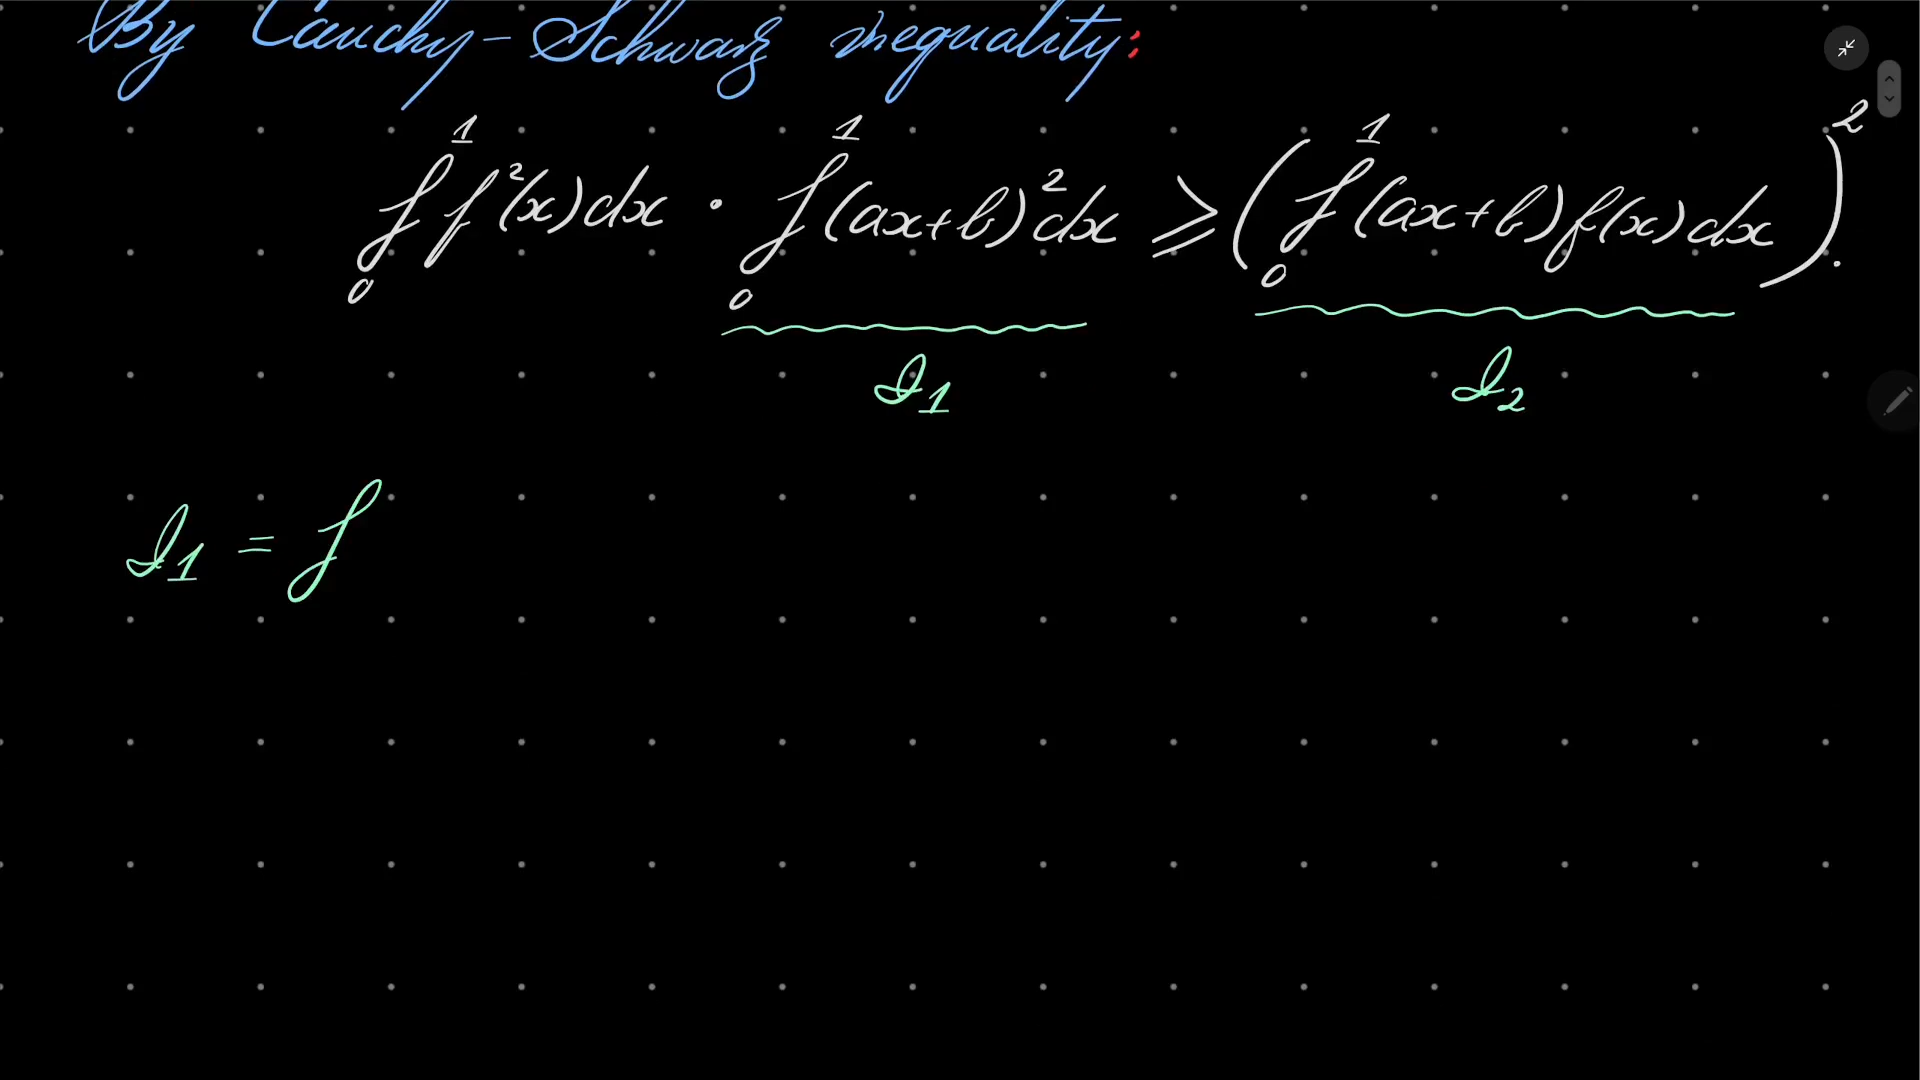 By Cauchy-Schwarz inequality:
∫₀¹ f²(x)dx · ∫₀¹ (ax+b)²dx ⩾ (∫₀¹ (ax+b)f(x)dx)².
I₁ I₂
I₁ = ∫